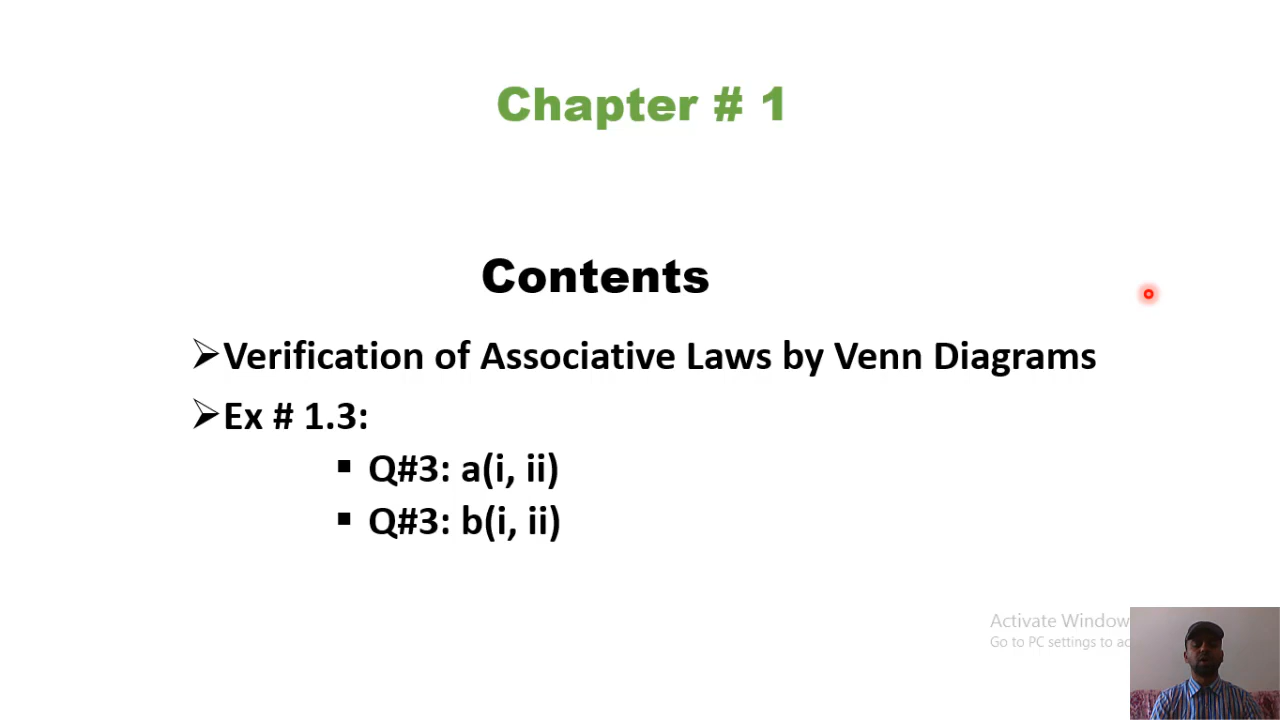 Chapter # 1
Contents
Verification of Associative Laws by Venn Diagrams
Ex # 1.3:
Q#3: a(i, ii)
Q#3: b(i, ii)
Activate Window
Go to PC settings to ac